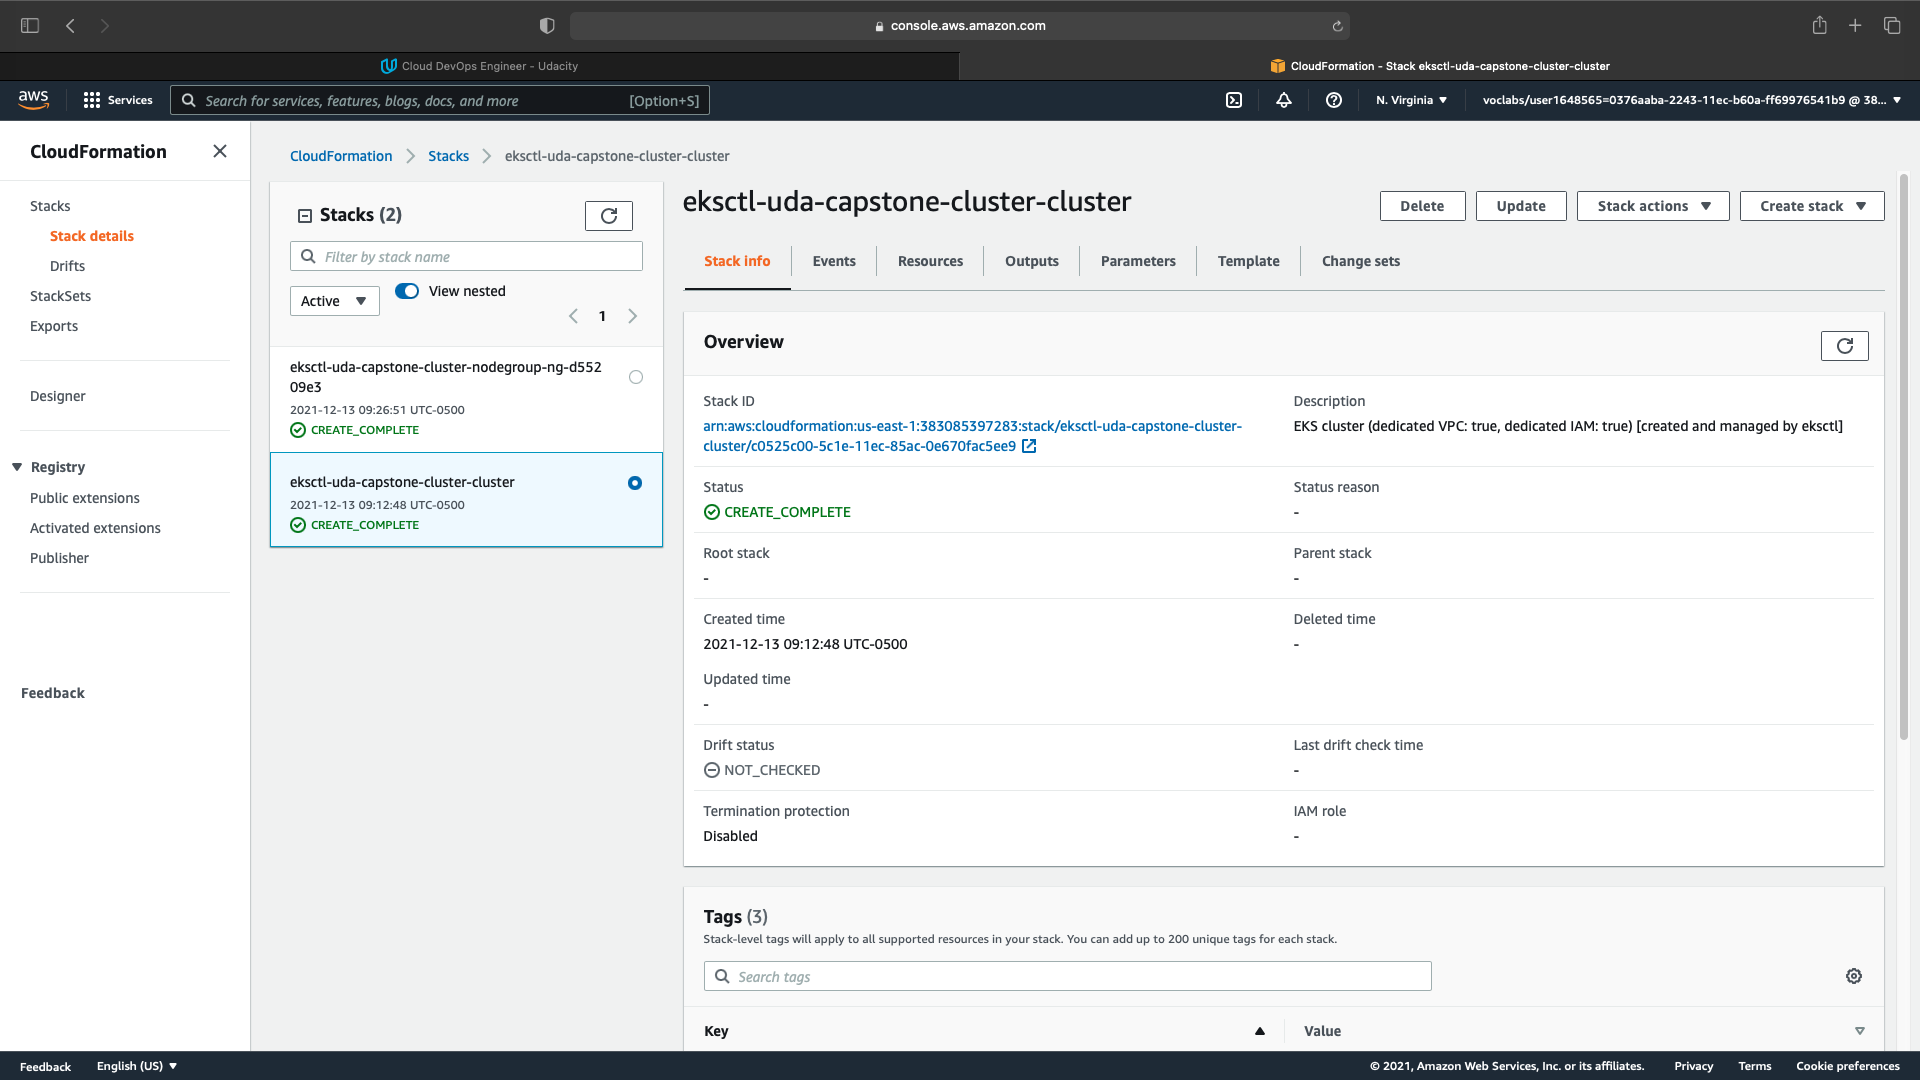 console.aws.amazon.com
Cloud DevOps Engineer - Udacity
CloudFormation - Stack eksctl-uda-capstone-cluster-cluster
aws
Services
Search for services, features, blogs, docs, and more
[Option+S]
N. Virginia
voclabs/user1648565=0376aaba-2243-11ec-b60a-ff69976541b9 @ 38...
CloudFormation
Stacks
Stack details
Drifts
StackSets
Exports
Designer
Registry
Public extensions
Activated extensions
Publisher
Feedback
CloudFormation
Stacks
eksctl-uda-capstone-cluster-cluster
Stacks (2)
Filter by stack name
Active
View nested
1
eksctl-uda-capstone-cluster-nodegroup-ng-d552
09e3
2021-12-13 09:26:51 UTC-0500
CREATE_COMPLETE
eksctl-uda-capstone-cluster-cluster
2021-12-13 09:12:48 UTC-0500
CREATE_COMPLETE
eksctl-uda-capstone-cluster-cluster
Delete
Update
Stack actions
Create stack
Stack info
Events
Resources
Outputs
Parameters
Template
Change sets
Overview
Stack ID
arn:aws:cloudformation:us-east-1:383085397283:stack/eksctl-uda-capstone-cluster-
cluster/c0525c00-5c1e-11ec-85ac-0e670fac5ee9
Description
EKS cluster (dedicated VPC: true, dedicated IAM: true) [created and managed by eksctl]
Status
CREATE_COMPLETE
Status reason
-
Root stack
-
Parent stack
-
Created time
2021-12-13 09:12:48 UTC-0500
Deleted time
-
Updated time
-
Drift status
NOT_CHECKED
Last drift check time
-
Termination protection
Disabled
IAM role
-
Tags (3)
Stack-level tags will apply to all supported resources in your stack. You can add up to 200 unique tags for each stack.
Search tags
Key
Value
Feedback
English (US)
© 2021, Amazon Web Services, Inc. or its affiliates.
Privacy
Terms
Cookie preferences